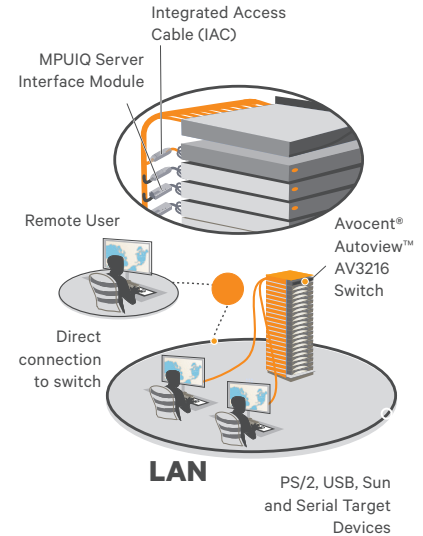 Integrated Access
Cable (IAC)
MPUIQ Server
Interface Module
Remote User
Avocent®
Autoview™
AV3216
Switch
Direct
connection
to switch
LAN
PS/2, USB, Sun
and Serial Target
Devices